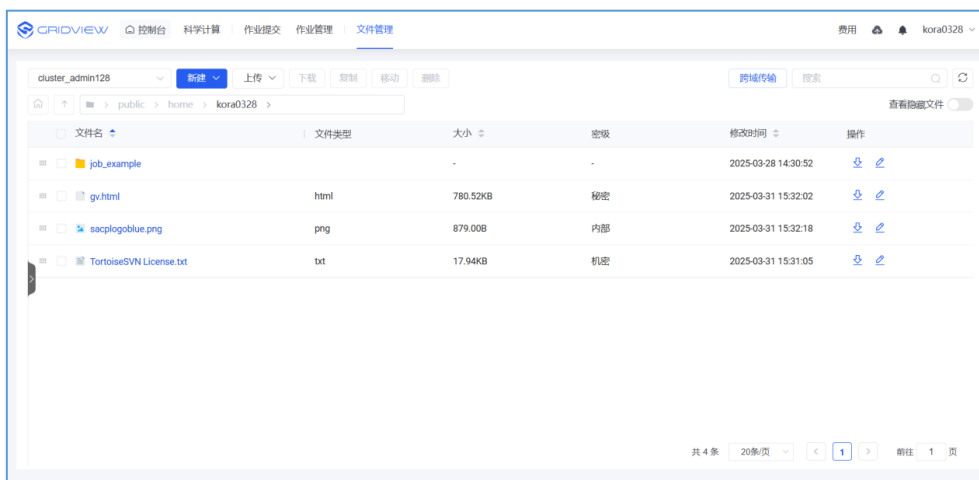 GRIDVIEW 控制台 科学计算 作业提交 作业管理 文件管理 费用 kora0328
cluster_admin128 新建 上传 下载 复制 移动 删除 跨域传输 搜索
public > home > kora0328 > 查看隐藏文件
文件名 文件类型 大小 密级 修改时间 操作
job_example - - 2025-03-28 14:30:52
gv.html html 780.52KB 秘密 2025-03-31 15:32:02
sacplogoblue.png png 879.00B 内部 2025-03-31 15:32:18
TortoiseSVN License.txt txt 17.94KB 机密 2025-03-31 15:31:05
共 4 条 20条/页 < 1 > 前往 1 页